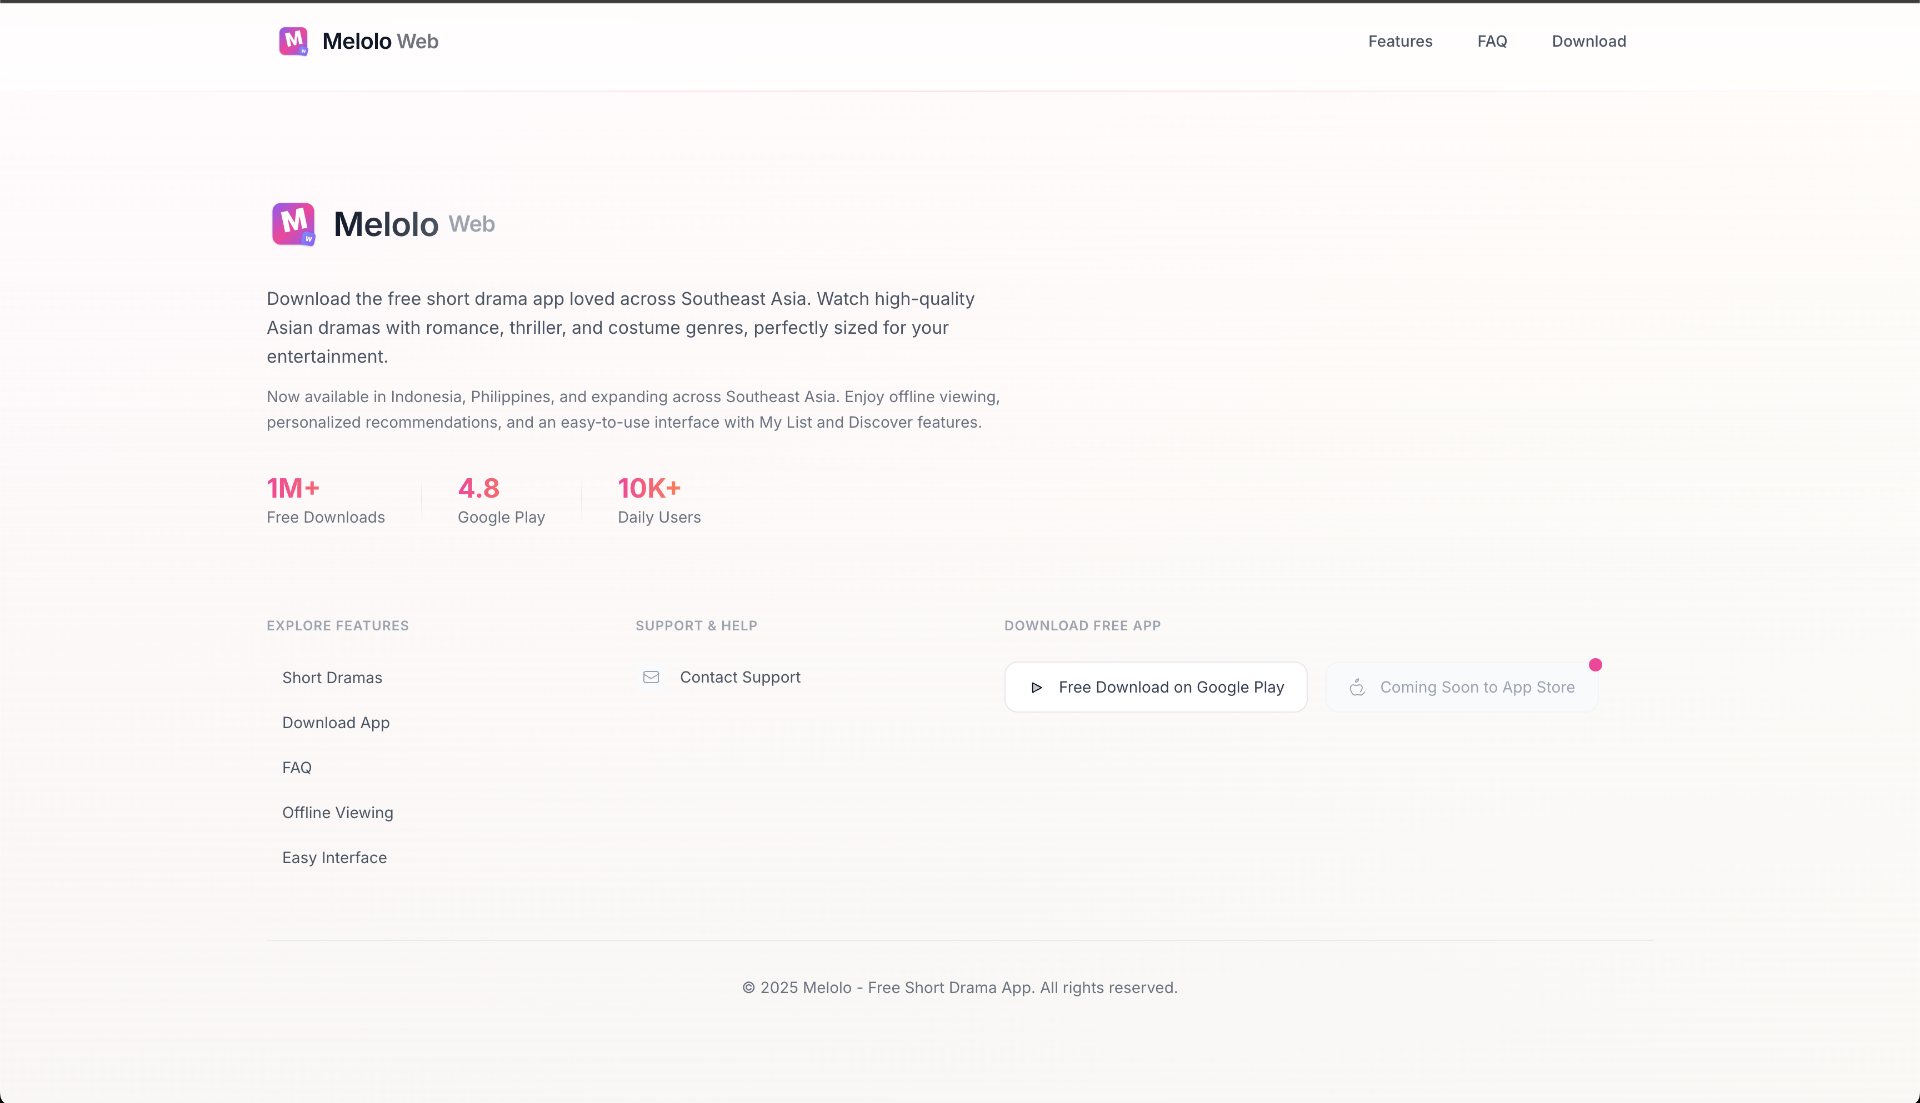 Melolo Web
Features
FAQ
Download
Melolo Web
Download the free short drama app loved across Southeast Asia. Watch high-quality
Asian dramas with romance, thriller, and costume genres, perfectly sized for your
entertainment.
Now available in Indonesia, Philippines, and expanding across Southeast Asia. Enjoy offline viewing,
personalized recommendations, and an easy-to-use interface with My List and Discover features.
1M+
Free Downloads
4.8
Google Play
10K+
Daily Users
EXPLORE FEATURES
Short Dramas
Download App
FAQ
Offline Viewing
Easy Interface
SUPPORT & HELP
Contact Support
DOWNLOAD FREE APP
Free Download on Google Play
Coming Soon to App Store
© 2025 Melolo - Free Short Drama App. All rights reserved.